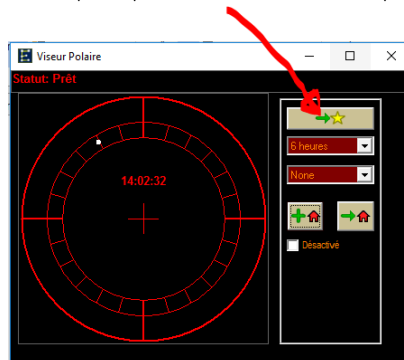 Viseur Polaire
Statut: Prêt
6 heures
14:02:32
None
Désactivé